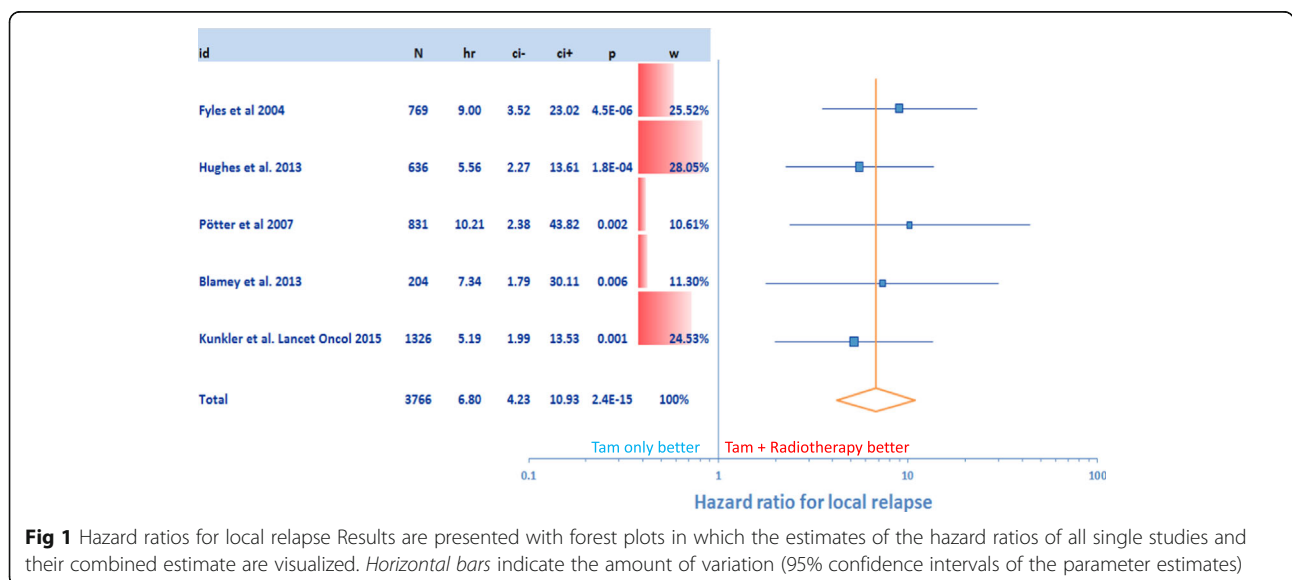 id N hr ci- ci+ p w
Fyles et al 2004 769 9.00 3.52 23.02 4.5E-06 25.52%
Hughes et al. 2013 636 5.56 2.27 13.61 1.8E-04 28.05%
Pötter et al 2007 831 10.21 2.38 43.82 0.002 10.61%
Blamey et al. 2013 204 7.34 1.79 30.11 0.006 11.30%
Kunkler et al. Lancet Oncol 2015 1326 5.19 1.99 13.53 0.001 24.53%
Total 3766 6.80 4.23 10.93 2.4E-15 100%
Tam only better Tam + Radiotherapy better
0.1 1 10 100
Hazard ratio for local relapse
Fig 1 Hazard ratios for local relapse Results are presented with forest plots in which the estimates of the hazard ratios of all single studies and
their combined estimate are visualized. Horizontal bars indicate the amount of variation (95% confidence intervals of the parameter estimates)